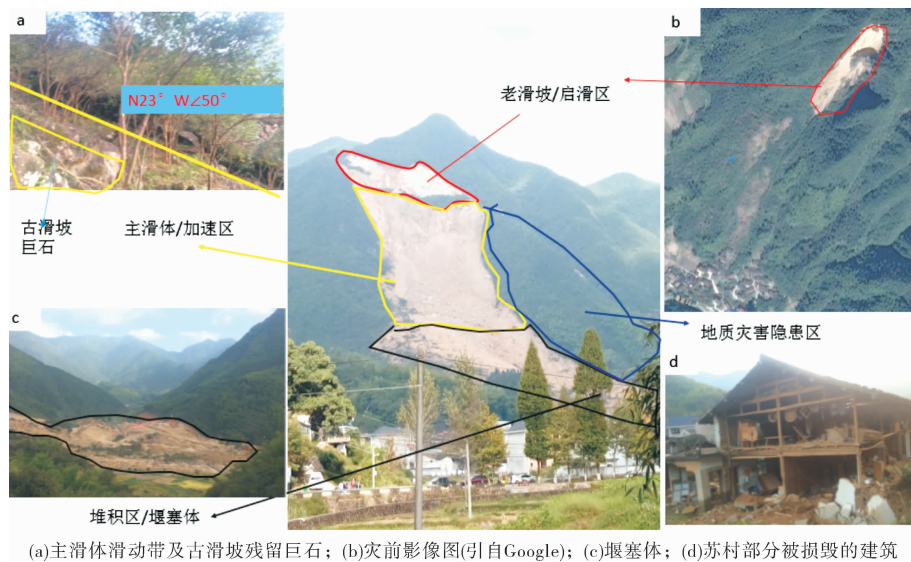 a
b
N23° W∠50°
老滑坡/启滑区
古滑坡
巨石
主滑体/加速区
c
地质灾害隐患区
d
堆积区/堰塞体
(a)主滑体滑动带及古滑坡残留巨石；(b)灾前影像图(引自Google)；(c)堰塞体；(d)苏村部分被损毁的建筑